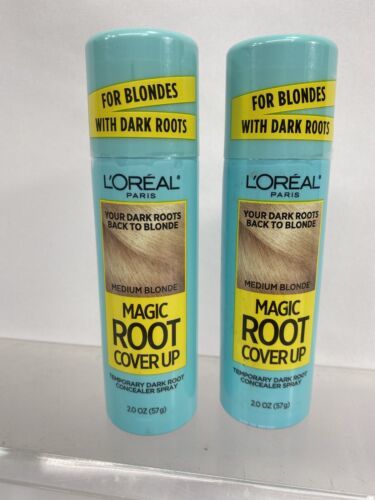 FOR BLONDES
WITH DARK ROOTS
L'ORÉAL
PARIS
YOUR DARK ROOTS
BACK TO BLONDE
MEDIUM BLONDE
MAGIC
ROOT
COVER UP
TEMPORARY DARK ROOT
CONCEALER SPRAY
2.0 OZ (57g)
FOR BLONDES
WITH DARK ROOTS
L'ORÉAL
PARIS
YOUR DARK ROOTS
BACK TO BLONDE
MEDIUM BLONDE
MAGIC
ROOT
COVER UP
TEMPORARY DARK ROOT
CONCEALER SPRAY
2.0 OZ (57g)